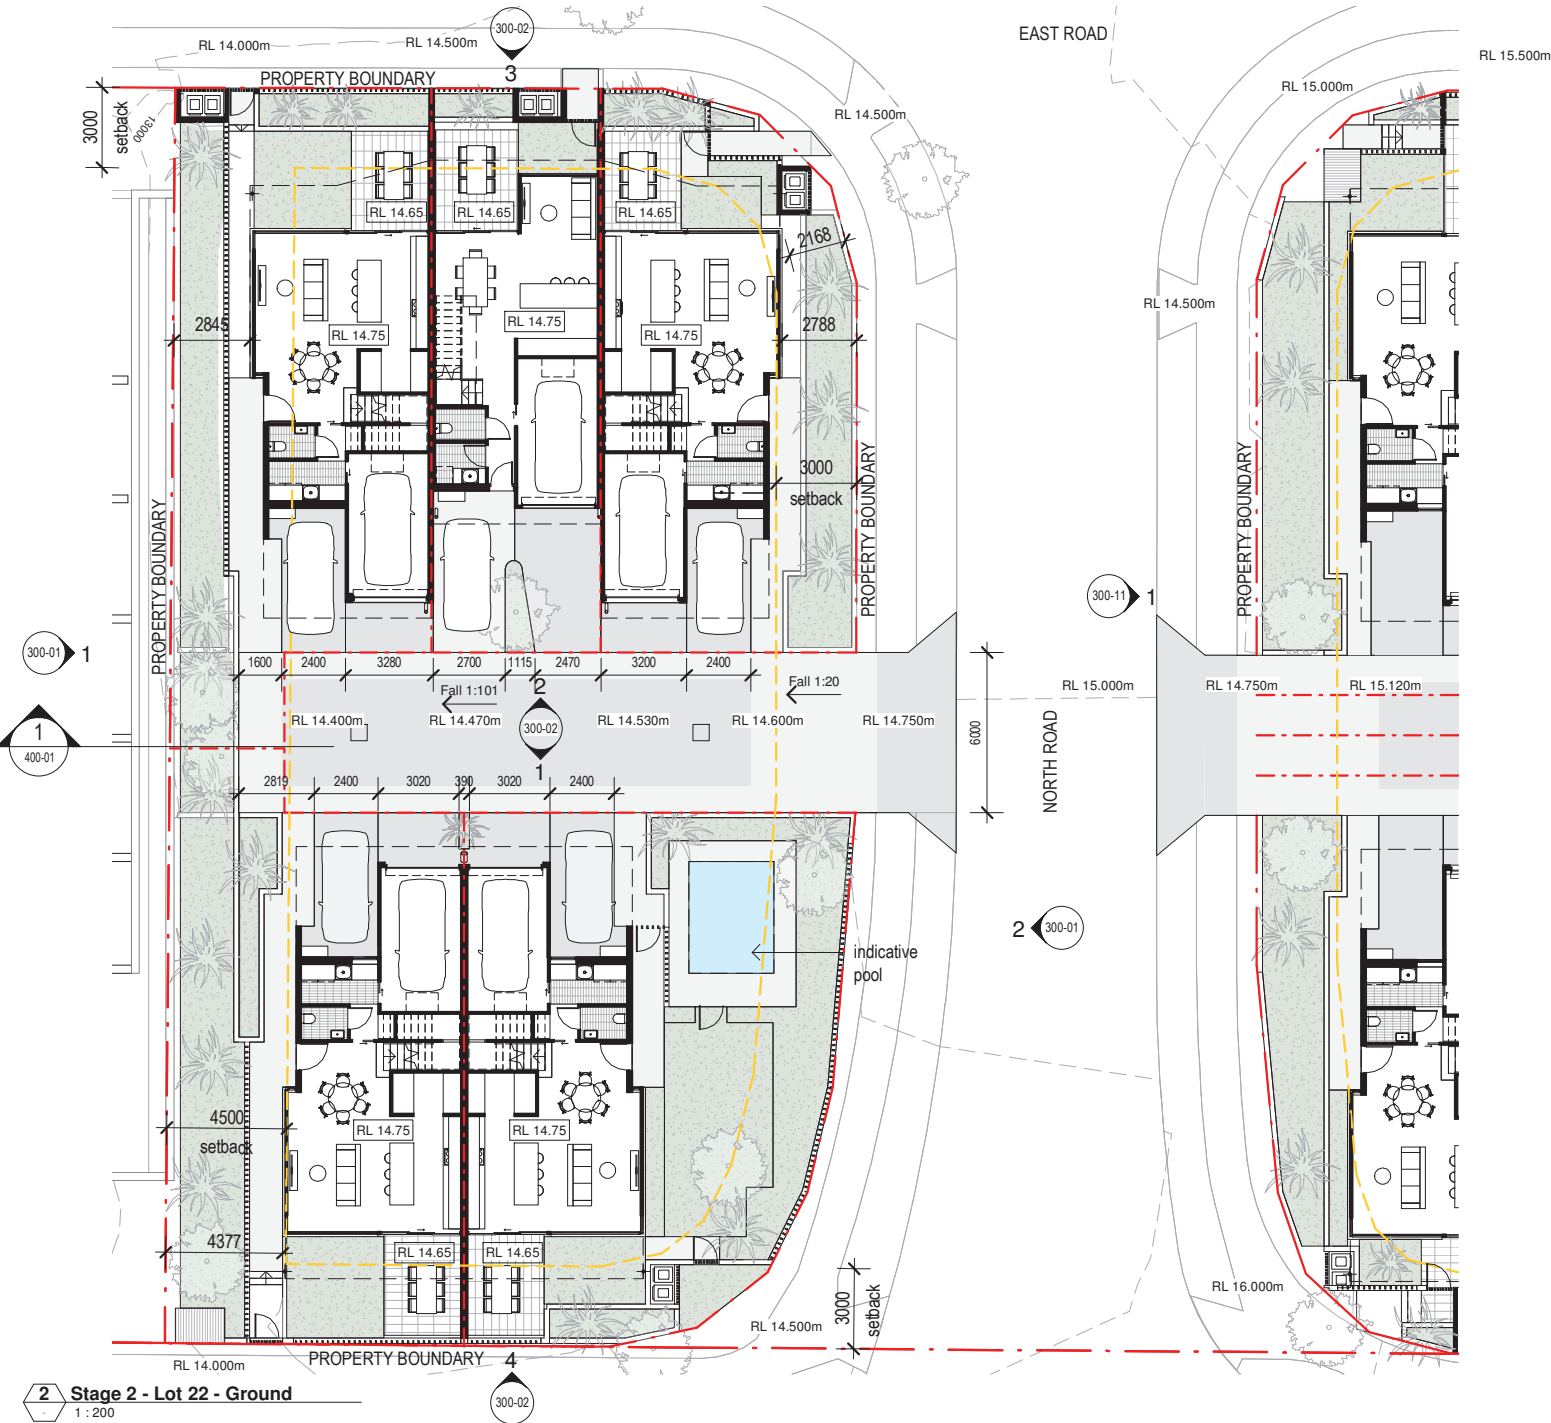 300-02
3
EAST ROAD
RL 14.000m
RL 14.500m
RL 15.500m
PROPERTY BOUNDARY
RL 15.000m
3000
setback
13000
RL 14.500m
RL 14.65
RL 14.65
RL 14.65
2168
2845
RL 14.75
RL 14.75
RL 14.75
2788
RL 14.500m
3000
setback
PROPERTY BOUNDARY
PROPERTY BOUNDARY
PROPERTY BOUNDARY
300-11
1
300-01
1
1600
2400
3280
2700
1115
2470
3200
2400
Fall 1:101
2
Fall 1:20
RL 15.000m
RL 14.750m
RL 15.120m
RL 14.400m
RL 14.470m
300-02
RL 14.530m
RL 14.600m
RL 14.750m
1
400-01
6000
NORTH ROAD
1
2819
2400
3020
390
3020
2400
2
300-01
indicative
pool
4500
setback
RL 14.75
RL 14.75
4377
RL 14.65
RL 14.65
RL 16.000m
3000
setback
RL 14.500m
RL 14.000m
PROPERTY BOUNDARY
4
300-02
2
Stage 2 - Lot 22 - Ground
-
1 : 200